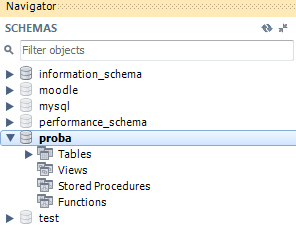 Navigator
SCHEMAS
Filter objects
information_schema
moodle
mysql
performance_schema
proba
Tables
Views
Stored Procedures
Functions
test